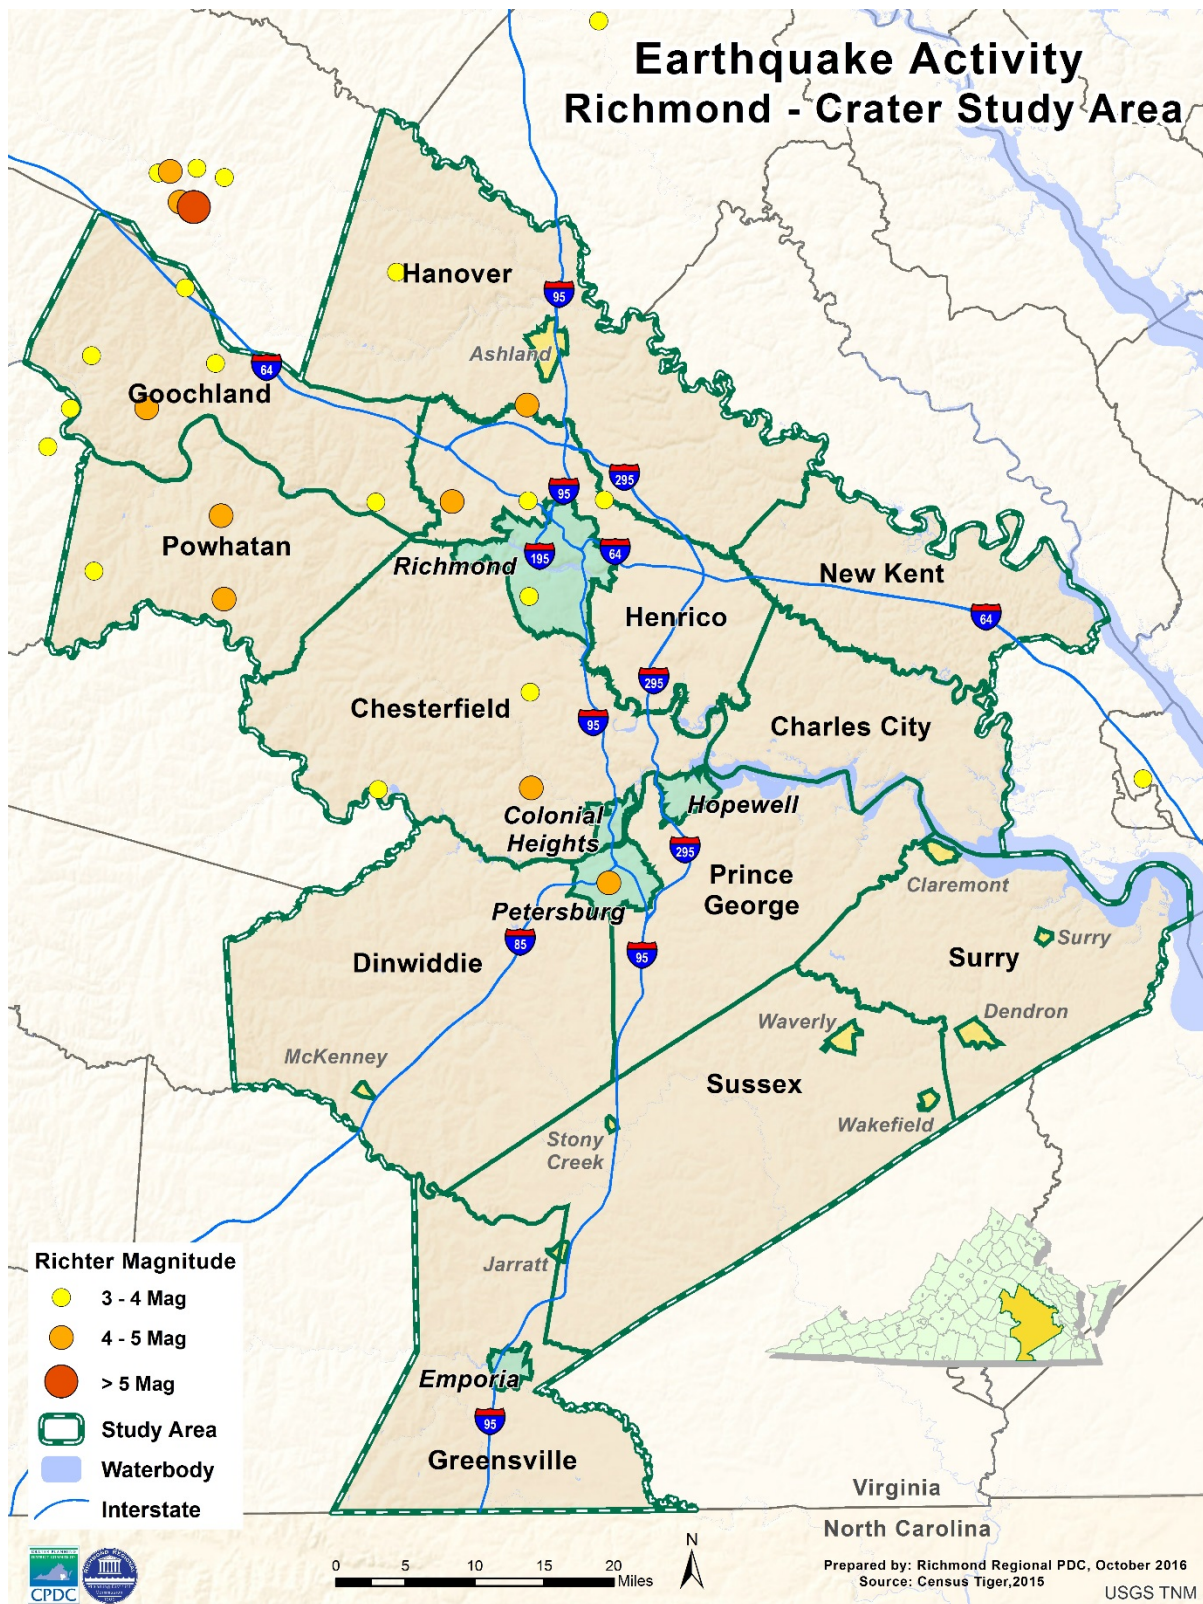 Earthquake Activity
Richmond - Crater Study Area
Hanover
95
Ashland
64
Goochland
295
95
Powhatan
Richmond
195
64
New Kent
64
Henrico
295
Chesterfield
95
Charles City
Colonial
Heights
Hopewell
295
Prince
George
Claremont
Petersburg
85
95
Dinwiddie
Surry
Surry
Waverly
Dendron
McKenney
Sussex
Wakefield
Stony
Creek
Jarratt
Emporia
95
Greensville
Richter Magnitude
3 - 4 Mag
4 - 5 Mag
> 5 Mag
Study Area
Waterbody
Interstate
Virginia
North Carolina
CPDC
0 5 10 15 20
Miles
N
Prepared by: Richmond Regional PDC, October 2016
Source: Census Tiger,2015
USGS TNM